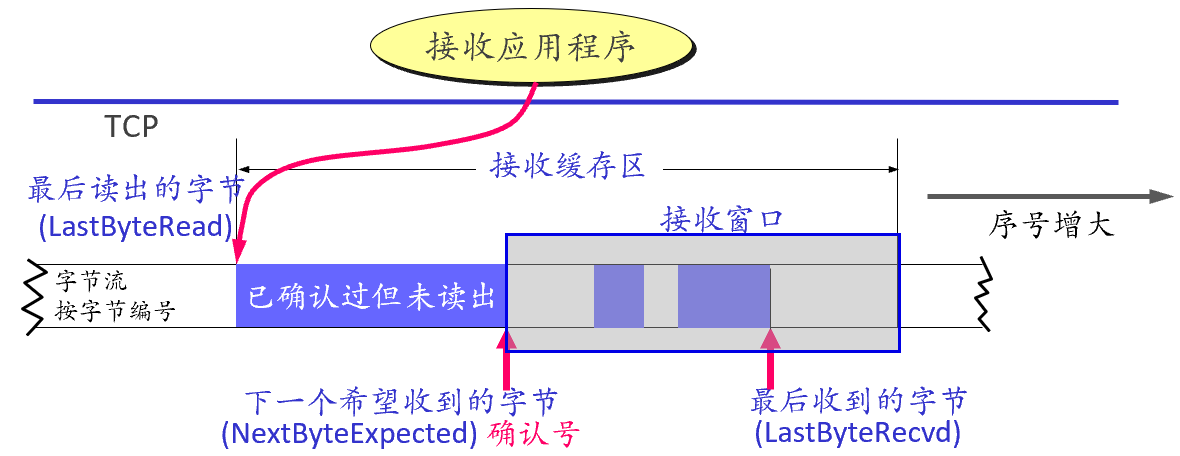 接收应用程序
TCP
接收缓存区
最后读出的字节
(LastByteRead)
接收窗口
序号增大
字节流
按字节编号
已确认过但未读出
下一个希望收到的字节
(NextByteExpected) 确认号
最后收到的字节
(LastByteRecvd)